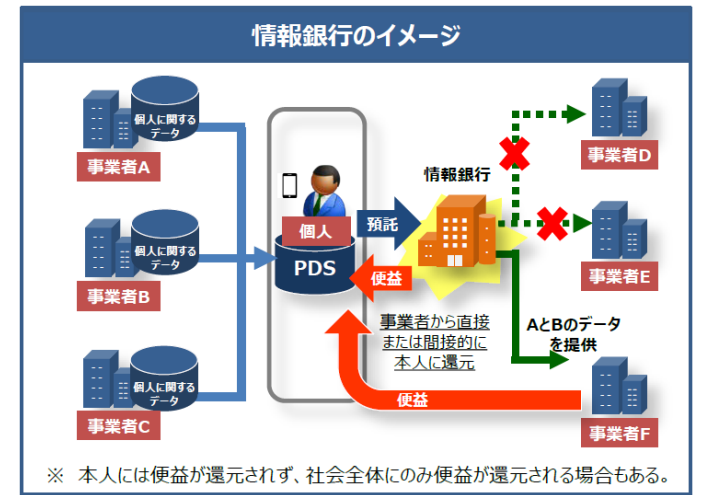 情報銀行のイメージ
個人に関する
データ
事業者A
個人に関する
データ
事業者B
個人に関する
データ
事業者C
個人
PDS
預託
便益
情報銀行
事業者から直接
または間接的に
本人に還元
便益
AとBのデータ
を提供
事業者D
事業者E
事業者F
※ 本人には便益が還元されず、社会全体にのみ便益が還元される場合もある。